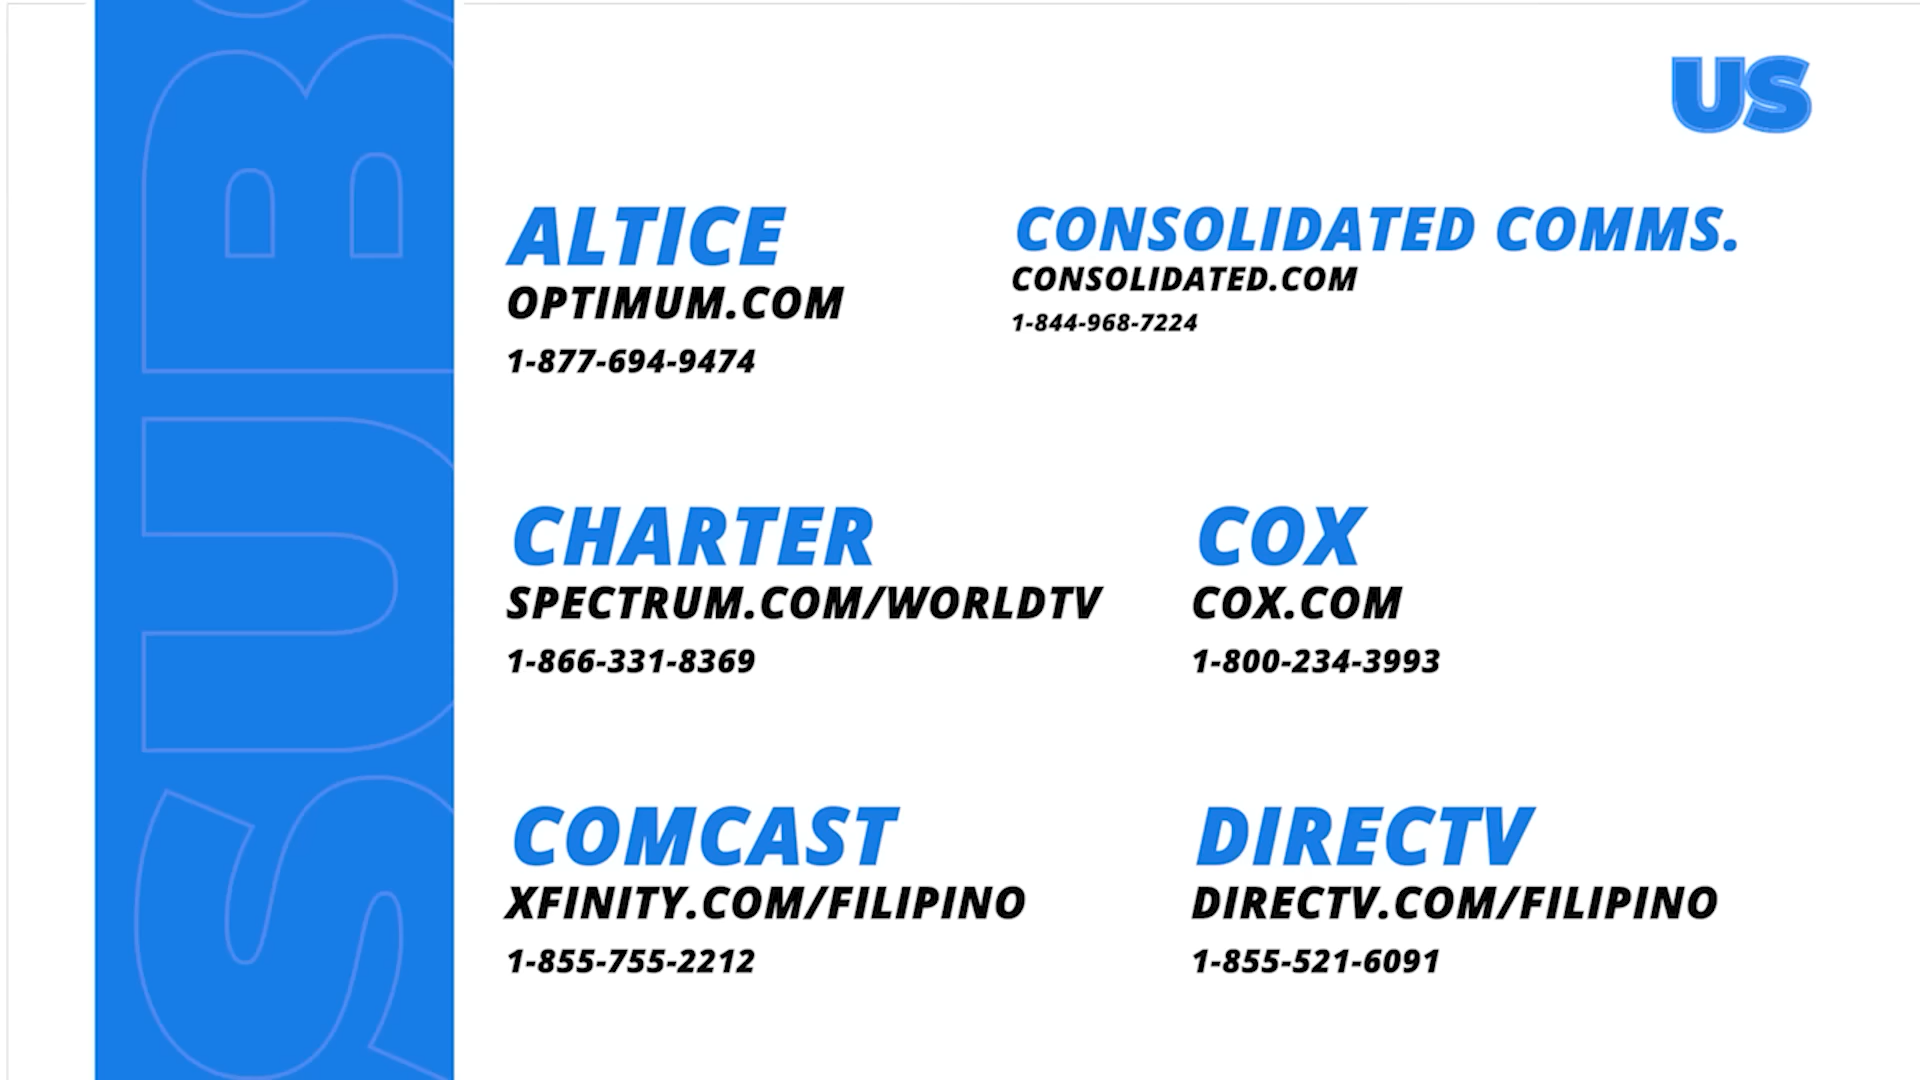 US
ALTICE
OPTIMUM.COM
1-877-694-9474
CONSOLIDATED COMMS.
CONSOLIDATED.COM
1-844-968-7224
CHARTER
SPECTRUM.COM/WORLDTV
1-866-331-8369
COX
COX.COM
1-800-234-3993
COMCAST
XFINITY.COM/FILIPINO
1-855-755-2212
DIRECTV
DIRECTV.COM/FILIPINO
1-855-521-6091
SUB